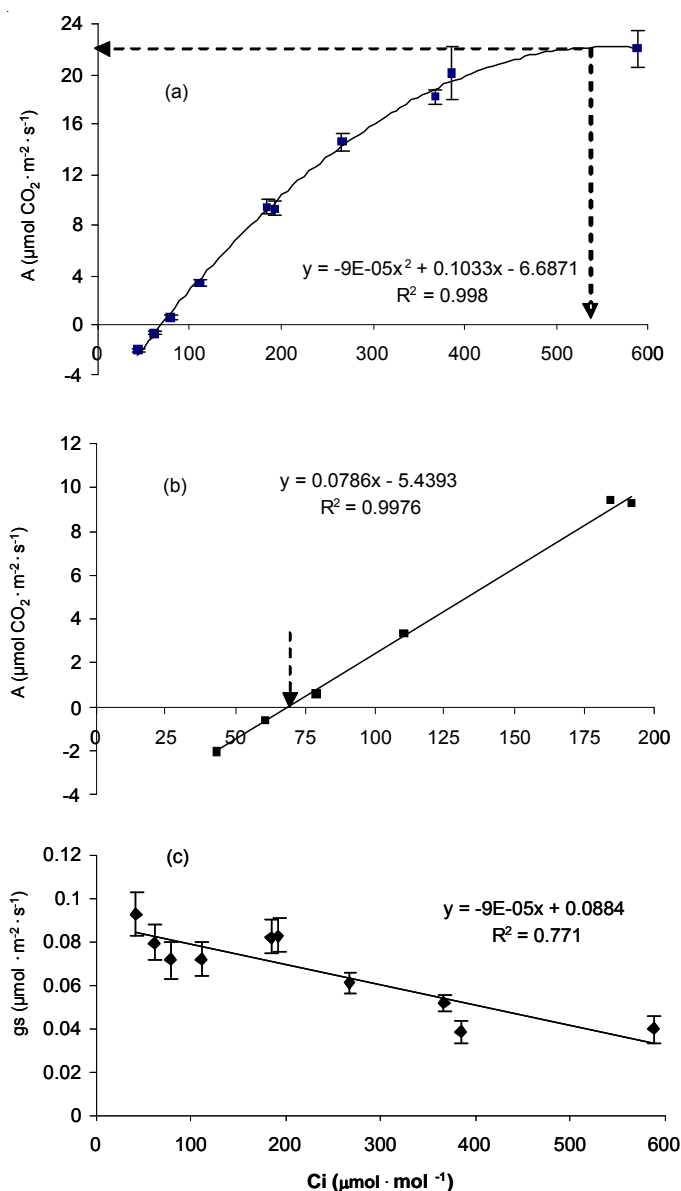 24
20
16
12
8
4
0
-4
A (µmol CO₂ · m⁻² · s⁻¹)
(a)
y = -9E-05x² + 0.1033x - 6.6871
R² = 0.998
0 100 200 300 400 500 600
12
10
8
6
4
2
0
-2
-4
A (µmol CO₂ · m⁻² · s⁻¹)
(b)
y = 0.0786x - 5.4393
R² = 0.9976
0 25 50 75 100 125 150 175 200
0.12
0.1
0.08
0.06
0.04
0.02
0
gs (µmol · m⁻² · s⁻¹)
(c)
y = -9E-05x + 0.0884
R² = 0.771
0 100 200 300 400 500 600
Ci (µmol · mol ⁻¹)